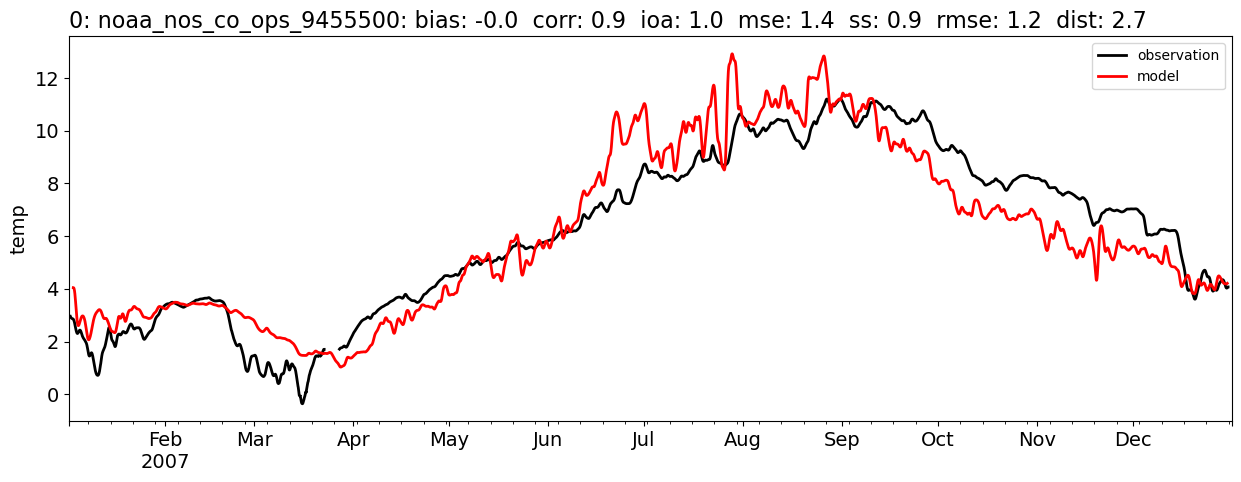 0: noaa_nos_co_ops_9455500: bias: -0.0  corr: 0.9  ioa: 1.0  mse: 1.4  ss: 0.9  rmse: 1.2  dist: 2.7
observation
model
12
10
8
6
4
2
0
temp
Feb Mar Apr May Jun Jul Aug Sep Oct Nov Dec
2007